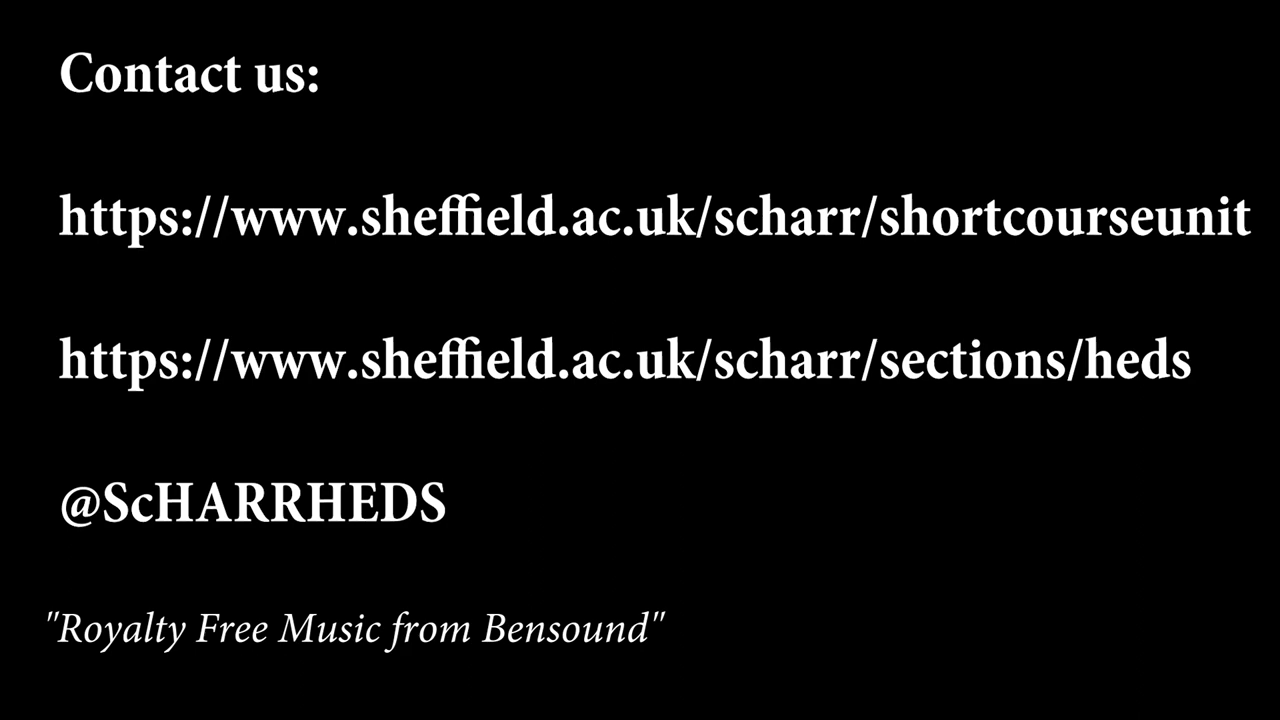 Contact us:
https://www.sheffield.ac.uk/scharr/shortcourseunit
https://www.sheffield.ac.uk/scharr/sections/heds
@ScHARRHEDS
"Royalty Free Music from Bensound"